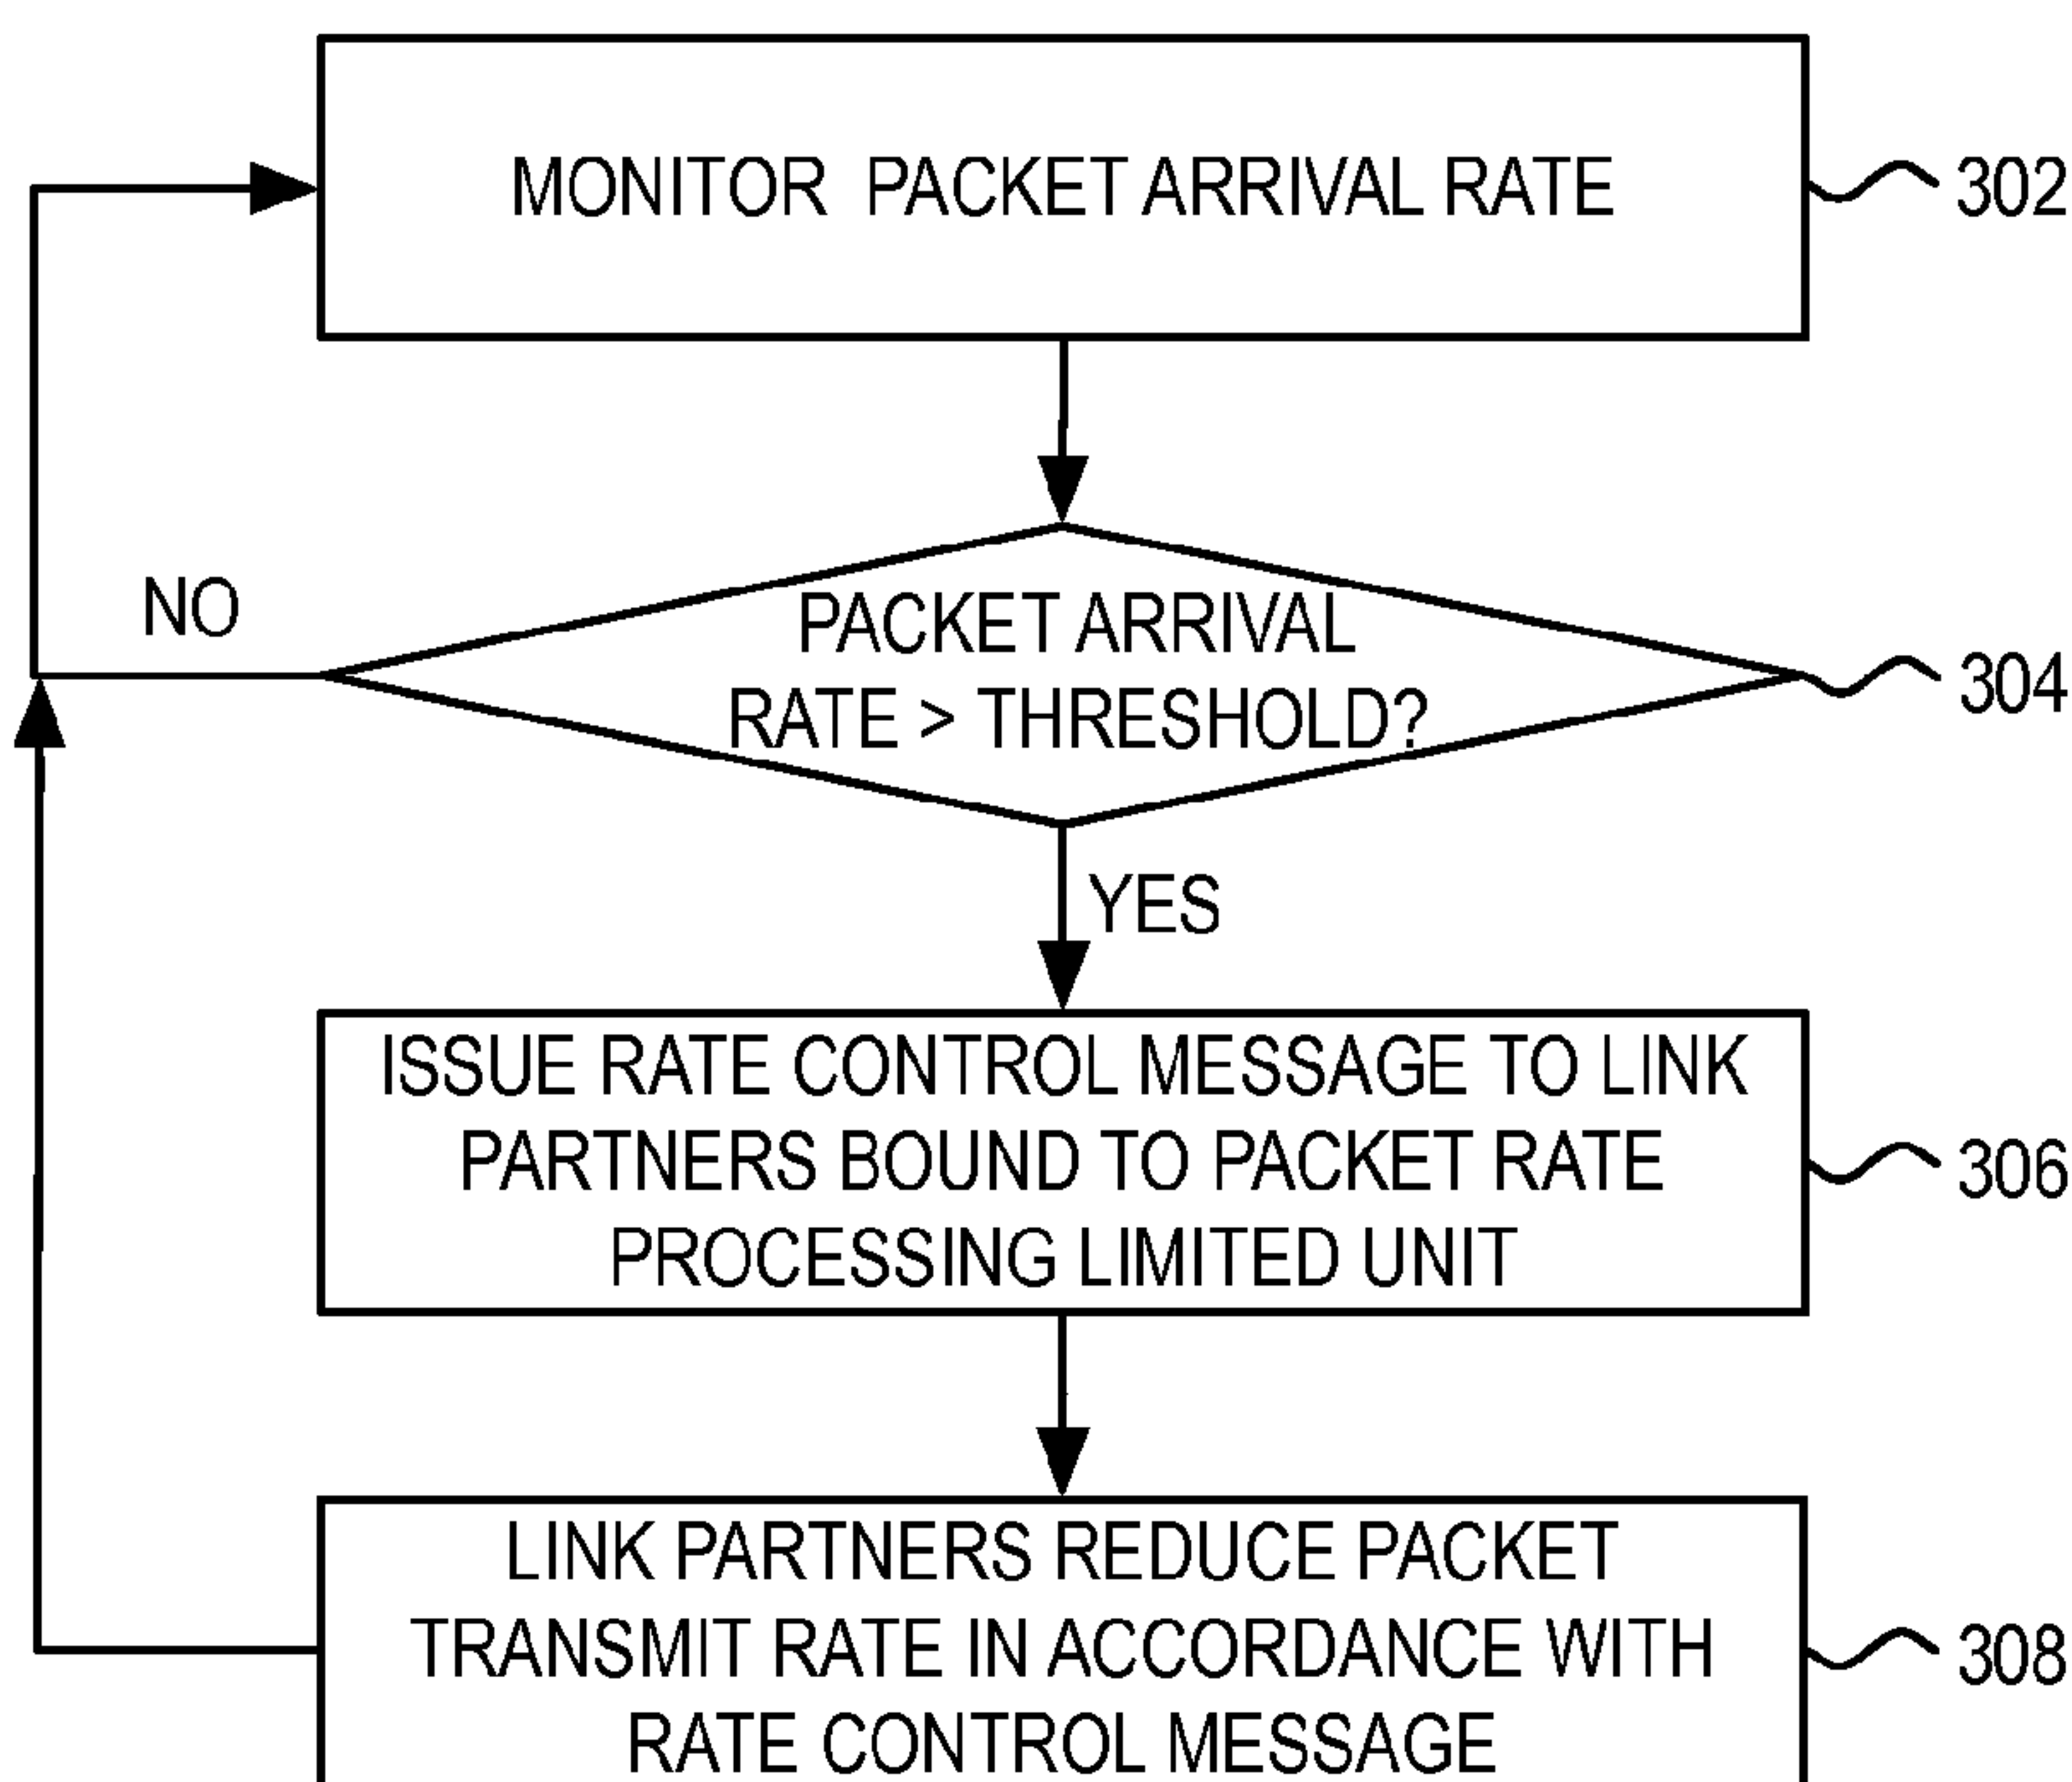 MONITOR PACKET ARRIVAL RATE
302
NO
PACKET ARRIVAL
RATE > THRESHOLD?
304
YES
ISSUE RATE CONTROL MESSAGE TO LINK
PARTNERS BOUND TO PACKET RATE
PROCESSING LIMITED UNIT
306
LINK PARTNERS REDUCE PACKET
TRANSMIT RATE IN ACCORDANCE WITH
RATE CONTROL MESSAGE
308